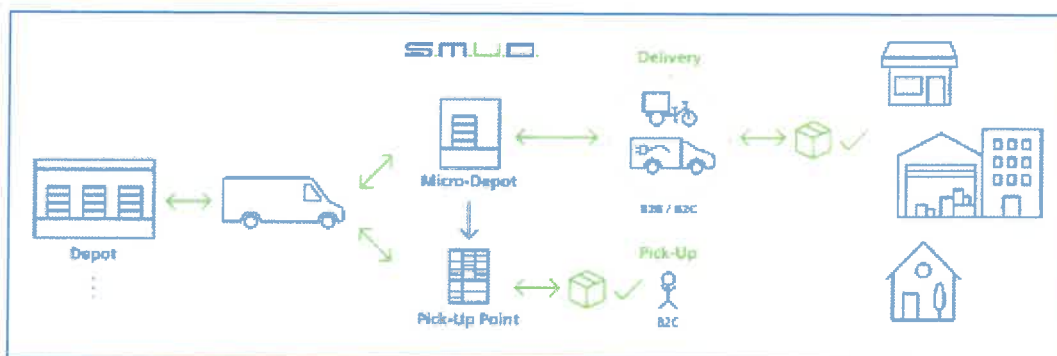 S.M.U.D.
Delivery
Micro-Depot
B2B / B2C
Depot
Pick-Up
Pick-Up Point
B2C